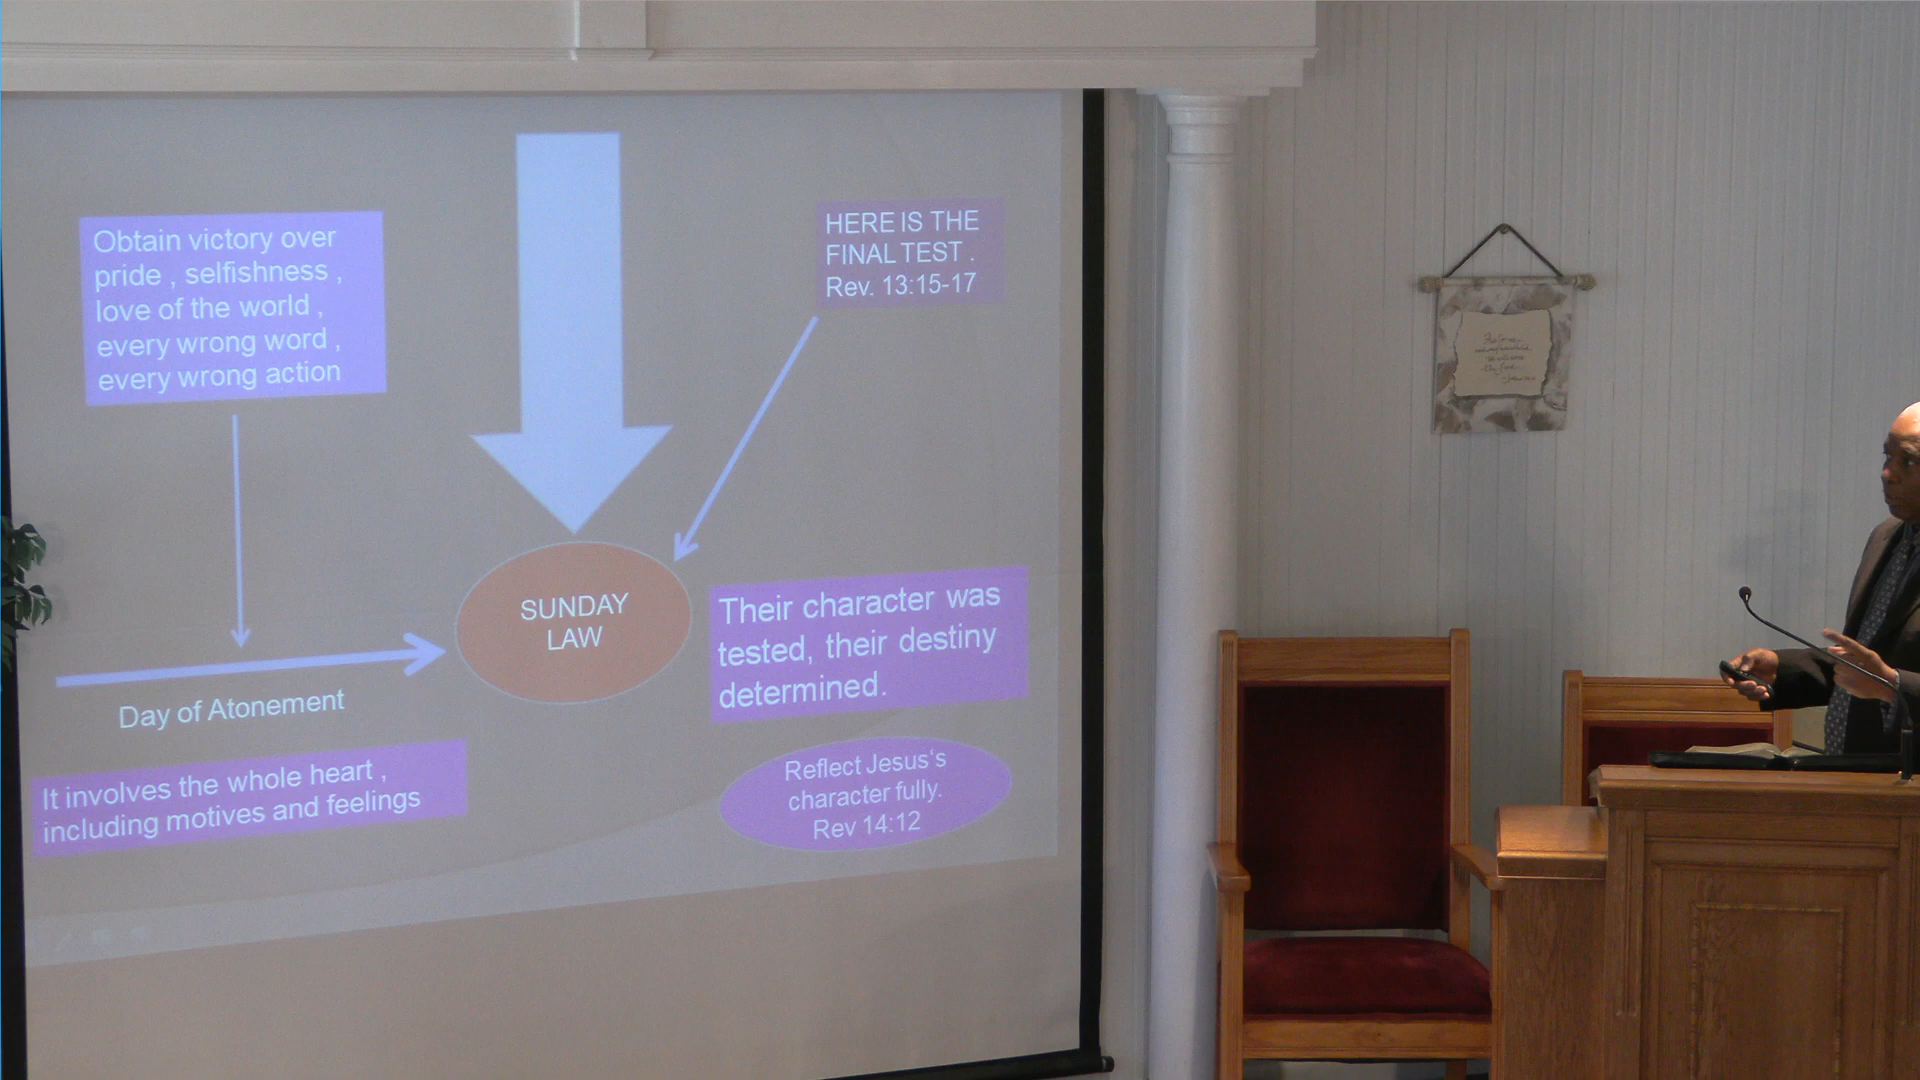 Obtain victory over
pride , selfishness ,
love of the world ,
every wrong word ,
every wrong action
HERE IS THE
FINAL TEST .
Rev. 13:15-17
SUNDAY
LAW
Day of Atonement
Their character was
tested, their destiny
determined.
It involves the whole heart ,
including motives and feelings
Reflect Jesus's
character fully.
Rev 14:12